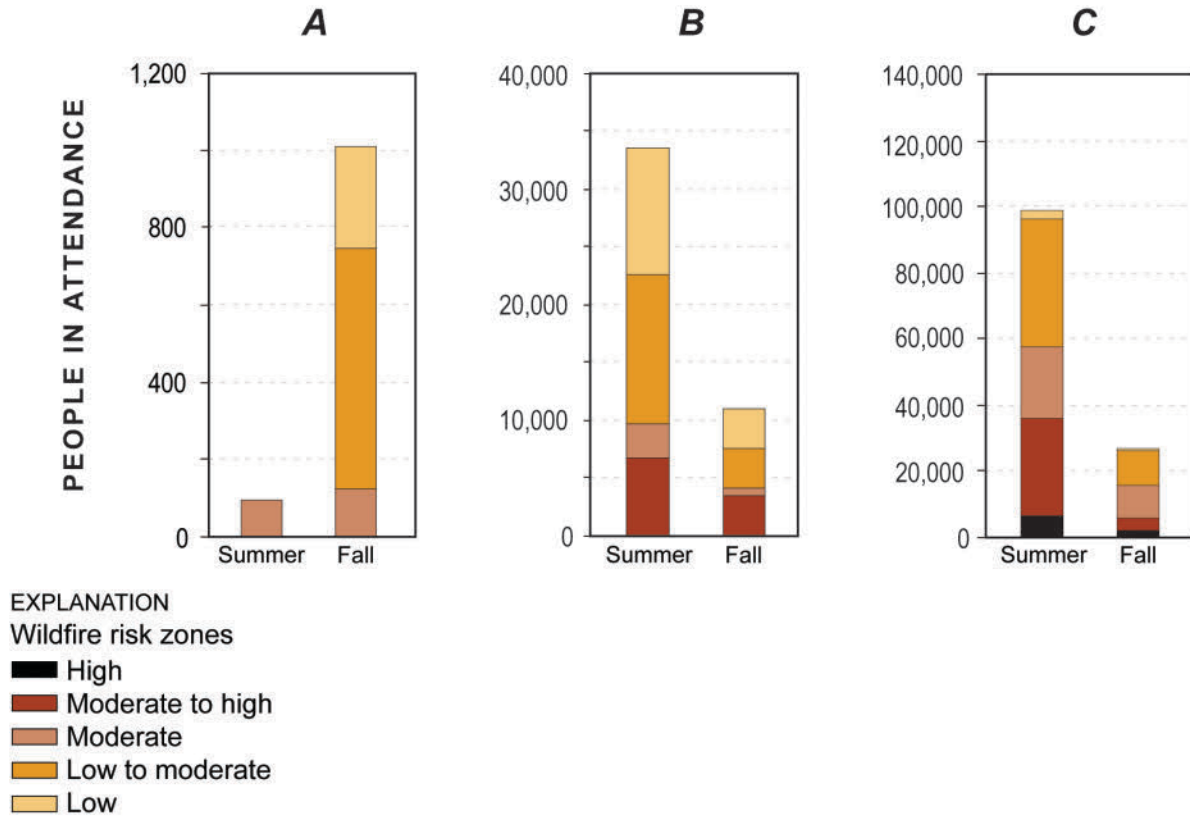 A
B
C
PEOPLE IN ATTENDANCE
1,200
800
400
0
Summer Fall
40,000
30,000
20,000
10,000
0
Summer Fall
140,000
120,000
100,000
80,000
60,000
40,000
20,000
0
Summer Fall
EXPLANATION
Wildfire risk zones
High
Moderate to high
Moderate
Low to moderate
Low